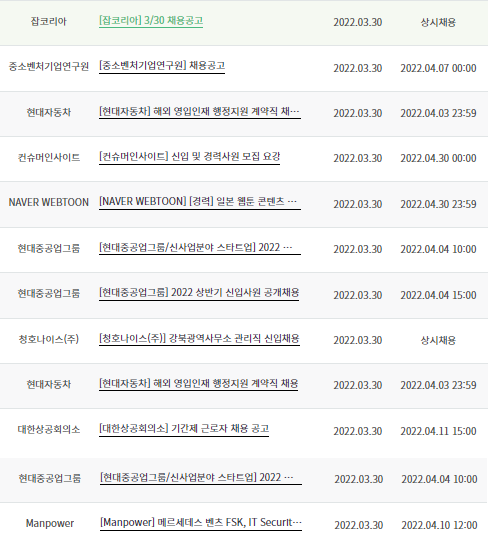 잡코리아 [잡코리아] 3/30 채용공고 2022.03.30 상시채용
중소벤처기업연구원 [중소벤처기업연구원] 채용공고 2022.03.30 2022.04.07 00:00
현대자동차 [현대자동차] 해외 영입인재 행정지원 계약직 채… 2022.03.30 2022.04.03 23:59
컨슈머인사이트 [컨슈머인사이트] 신입 및 경력사원 모집 요강 2022.03.30 2022.04.30 00:00
NAVER WEBTOON [NAVER WEBTOON] [경력] 일본 웹툰 콘텐츠 … 2022.03.30 2022.04.30 23:59
현대중공업그룹 [현대중공업그룹/신사업분야 스타트업] 2022 … 2022.03.30 2022.04.04 10:00
현대중공업그룹 [현대중공업그룹] 2022 상반기 신입사원 공개채용 2022.03.30 2022.04.04 15:00
청호나이스(주) [청호나이스(주)] 강북광역사무소 관리직 신입채용 2022.03.30 상시채용
현대자동차 [현대자동차] 해외 영입인재 행정지원 계약직 채용 2022.03.30 2022.04.03 23:59
대한상공회의소 [대한상공회의소] 기간제 근로자 채용 공고 2022.03.30 2022.04.11 15:00
현대중공업그룹 [현대중공업그룹/신사업분야 스타트업] 2022 … 2022.03.30 2022.04.04 10:00
Manpower [Manpower] 메르세데스 벤츠 FSK, IT Securit… 2022.03.30 2022.04.10 12:00